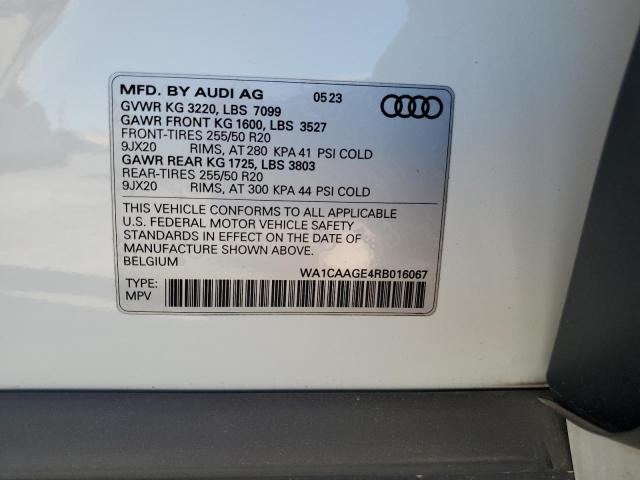 MFD. BY AUDI AG 05 23
GVWR KG 3220, LBS 7099
GAWR FRONT KG 1600, LBS 3527
FRONT-TIRES 255/50 R20
9JX20 RIMS, AT 280 KPA 41 PSI COLD
GAWR REAR KG 1725, LBS 3803
REAR-TIRES 255/50 R20
9JX20 RIMS, AT 300 KPA 44 PSI COLD
THIS VEHICLE CONFORMS TO ALL APPLICABLE
U.S. FEDERAL MOTOR VEHICLE SAFETY
STANDARDS IN EFFECT ON THE DATE OF
MANUFACTURE SHOWN ABOVE.
BELGIUM WA1CAAGE4RB016067
TYPE:
MPV